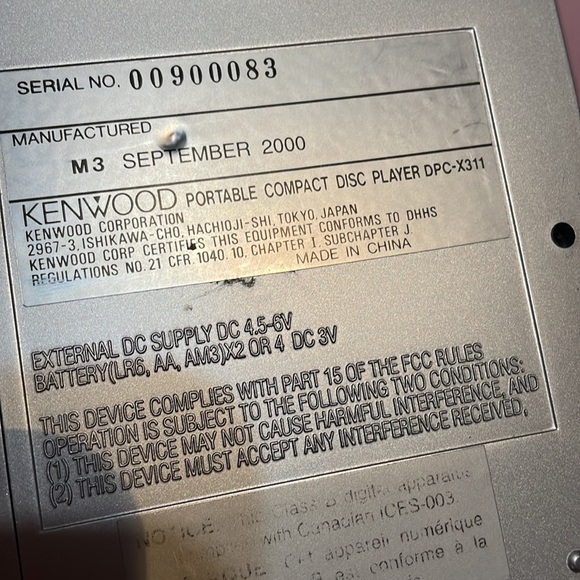 SERIAL NO. 00900083
MANUFACTURED
M3 SEPTEMBER 2000
KENWOOD PORTABLE COMPACT DISC PLAYER DPC-X311
KENWOOD CORPORATION
2967-3, ISHIKAWA-CHO, HACHIOJI-SHI, TOKYO, JAPAN
KENWOOD CORP CERTIFIES THIS EQUIPMENT CONFORMS TO DHHS
REGULATIONS NO. 21 CFR. 1040. 10. CHAPTER I. SUBCHAPTER J
MADE IN CHINA
EXTERNAL DC SUPPLY DC 4.5-6V
BATTERY(LR6, AA, AM3)X2 OR 4 DC 3V
THIS DEVICE COMPLIES WITH PART 15 OF THE FCC RULES
OPERATION IS SUBJECT TO THE FOLLOWING TWO CONDITIONS:
(1) THIS DEVICE MAY NOT CAUSE HARMFUL INTERFERENCE, AND
(2) THIS DEVICE MUST ACCEPT ANY INTERFERENCE RECEIVED,
NOTICE: digital apparatus
with Canadian ICES-003.
appareil numérique
est conforme à la